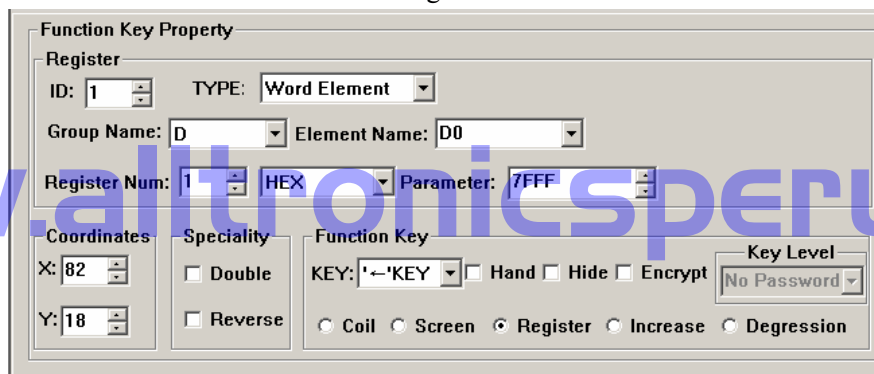 Function Key Property
Register
ID: 1 TYPE: Word Element
Group Name: D Element Name: D0
Register Num: 1 HEX Parameter: 7FFF
Coordinates Speciality Function Key
Key Level
X: 82 Double KEY: '←'KEY Hand Hide Encrypt No Password
Y: 18 Reverse Coil Screen Register Increase Degression
.alltronicsperu